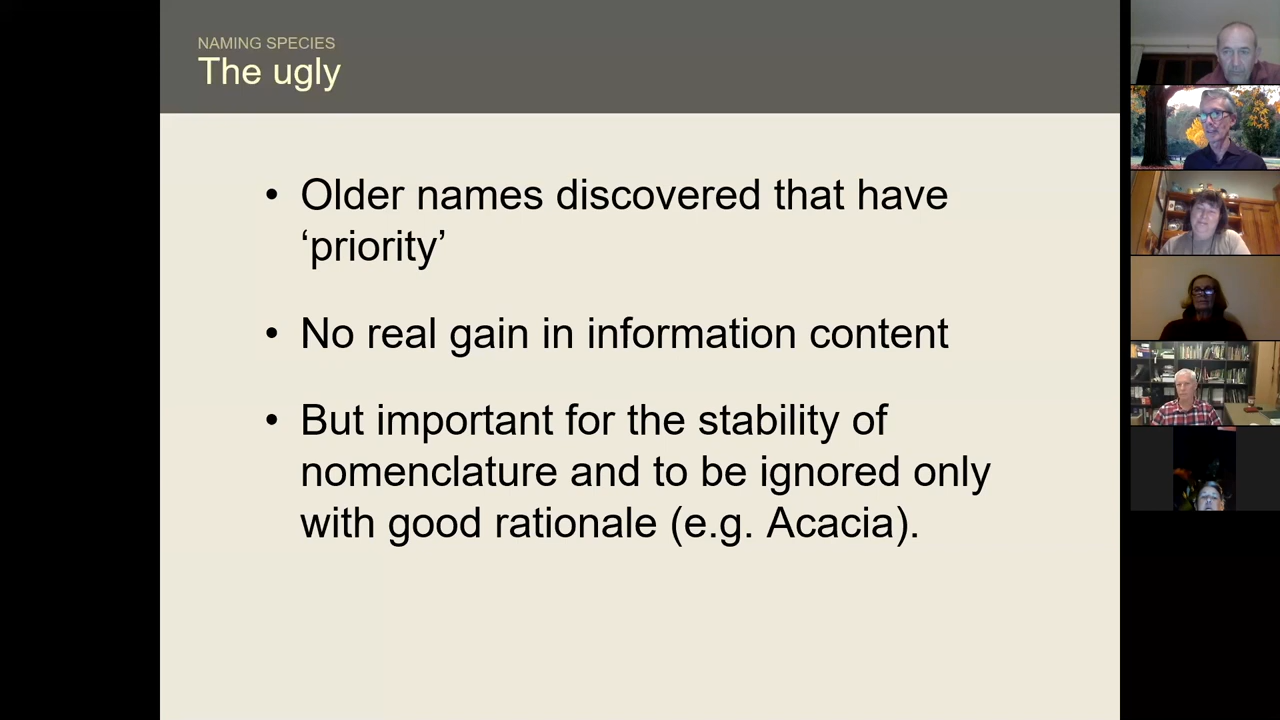 NAMING SPECIES
The ugly
• Older names discovered that have
‘priority’
• No real gain in information content
• But important for the stability of
nomenclature and to be ignored only
with good rationale (e.g. Acacia).